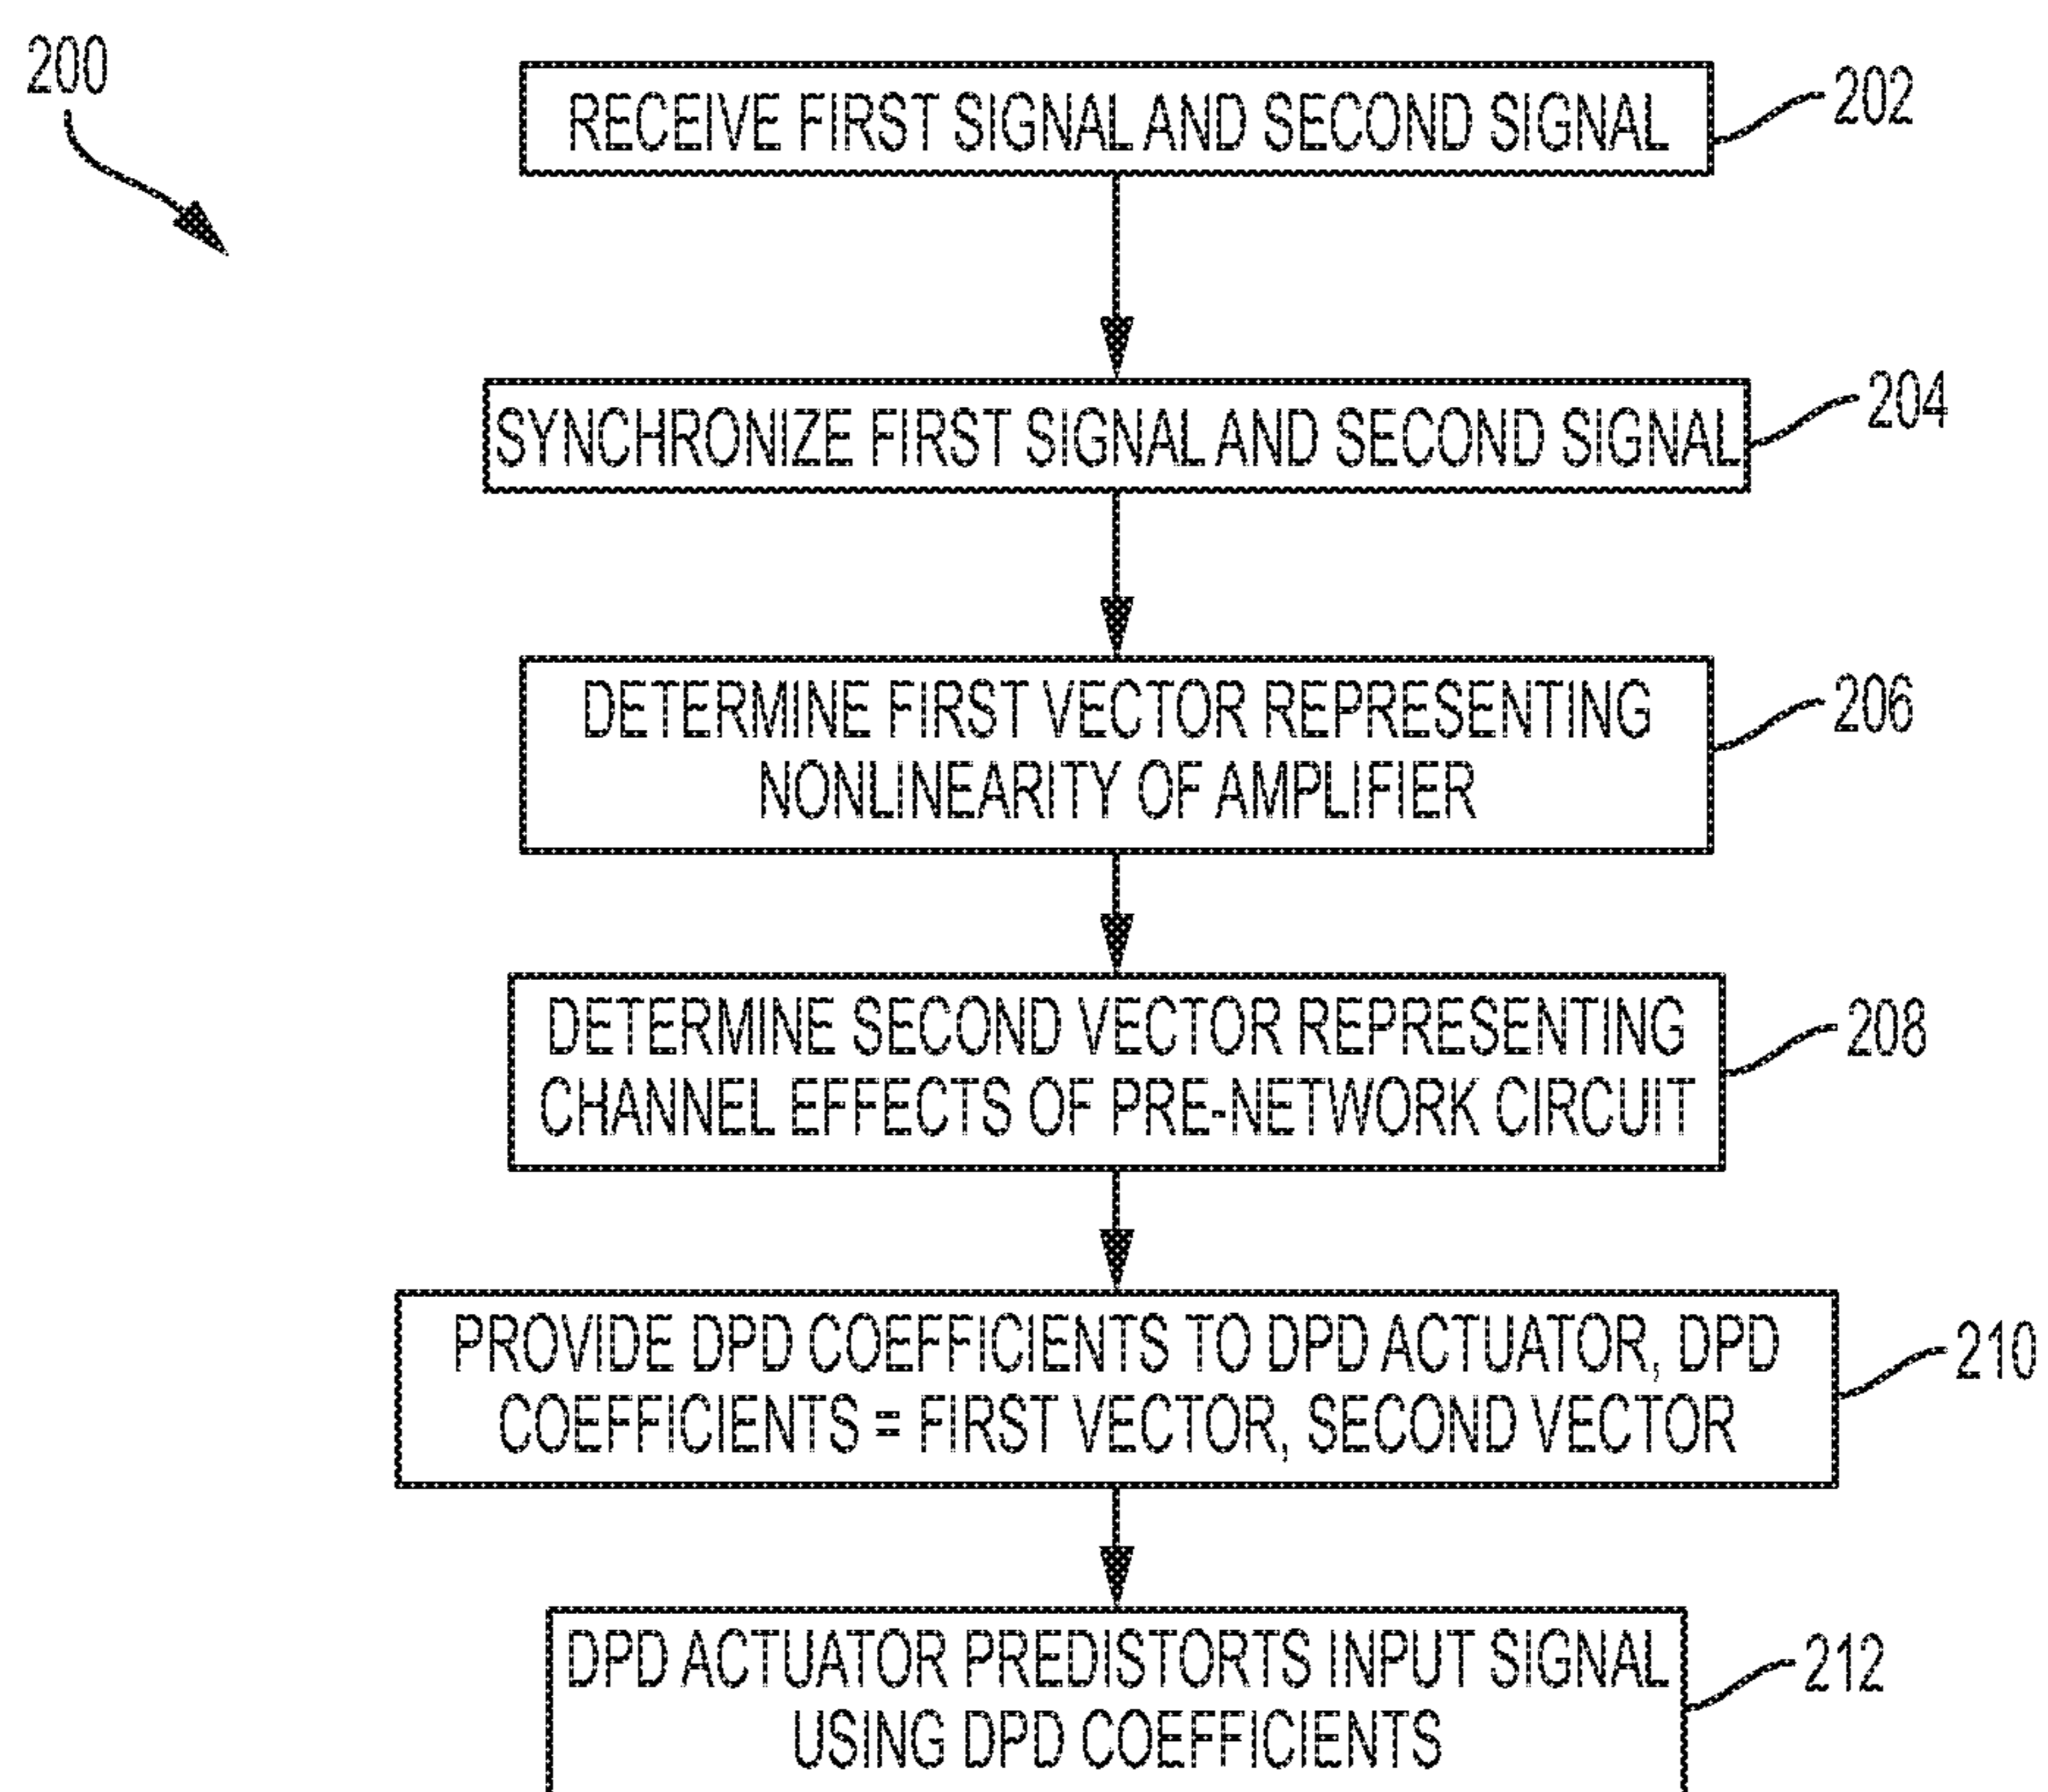 200
RECEIVE FIRST SIGNAL AND SECOND SIGNAL
202
SYNCHRONIZE FIRST SIGNAL AND SECOND SIGNAL
204
DETERMINE FIRST VECTOR REPRESENTING
NONLINEARITY OF AMPLIFIER
206
DETERMINE SECOND VECTOR REPRESENTING
CHANNEL EFFECTS OF PRE-NETWORK CIRCUIT
208
PROVIDE DPD COEFFICIENTS TO DPD ACTUATOR, DPD
COEFFICIENTS = FIRST VECTOR, SECOND VECTOR
210
DPD ACTUATOR PREDISTORTS INPUT SIGNAL
USING DPD COEFFICIENTS
212